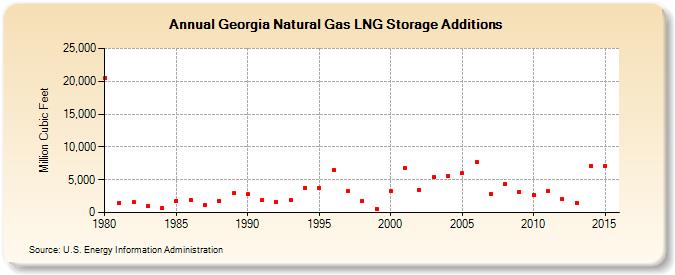 Annual Georgia Natural Gas LNG Storage Additions
Million Cubic Feet
25,000
20,000
15,000
10,000
5,000
0
1980 1985 1990 1995 2000 2005 2010 2015
Source: U.S. Energy Information Administration